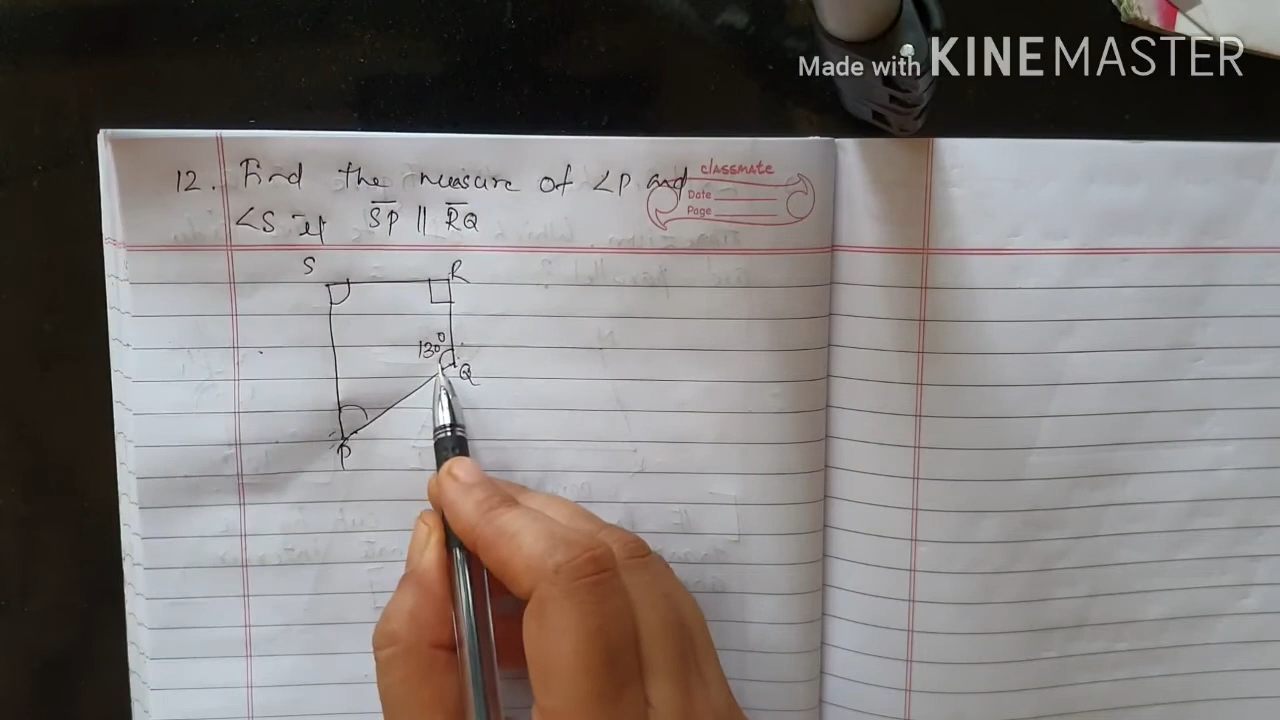 Made with KINEMASTER
12. Find the measure of ∠P and
∠S if SP || RQ
classmate
Date
Page
S
R
130°
Q
P